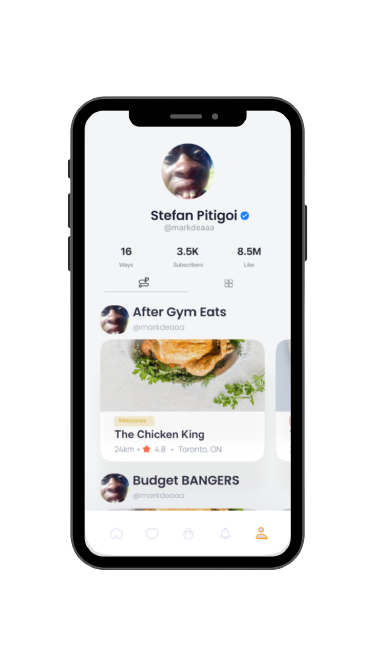 Stefan Pitigoi
@markdeaaa
16 3.5K 8.5M
Ways Subscribers Like
After Gym Eats
@markdeaaa
Milestones
The Chicken King
24km • 4.8 • Toronto, ON
Budget BANGERS
@markdeaaa